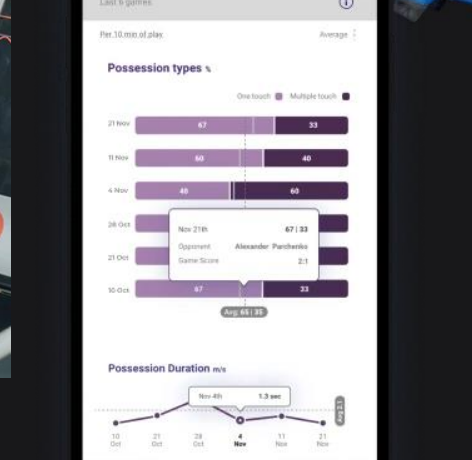 Last 6 games
Per 10 min of play
Average
Possession types %
One touch Multiple touch
21 Nov 67 33
11 Nov 60 40
4 Nov 40 60
28 Oct
Nov 21th 67 | 33
Opponent Alexander Parchenko
Game Score 2:1
21 Oct
10 Oct 67 33
Avg 65 | 35
Possession Duration m/s
Nov 4th 1.3 sec
Avg 2.1
10 Oct
21 Oct
28 Oct
4 Nov
11 Nov
21 Nov